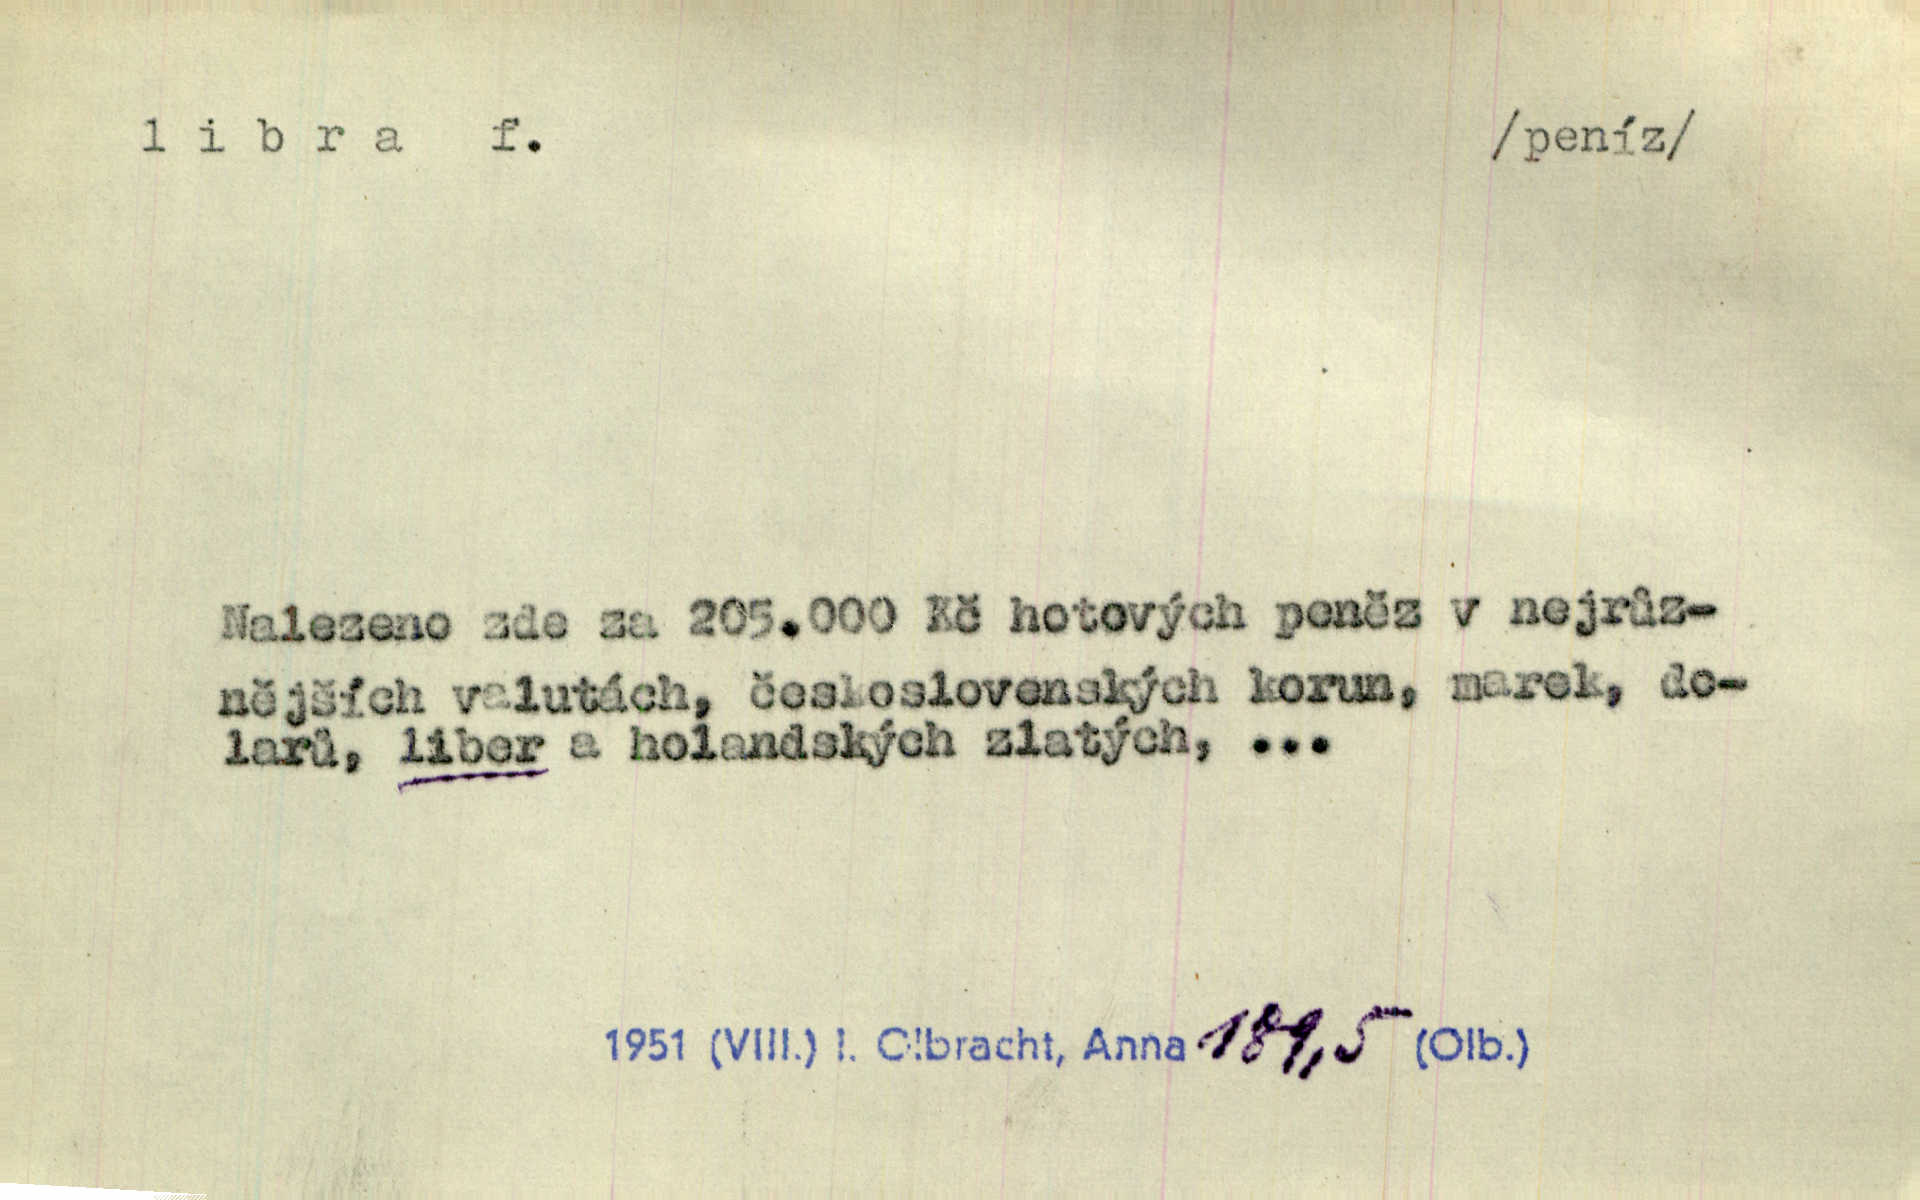 libra f. /peníz/
Nalezeno zde za 205.000 Kč hotových peněz v nejrůz-
nějších valutách, československých korun, marek, do-
larů, liber a holandských zlatých, ...
1951 (VIII.) I. Olbracht, Anna 189,5 (Olb.)